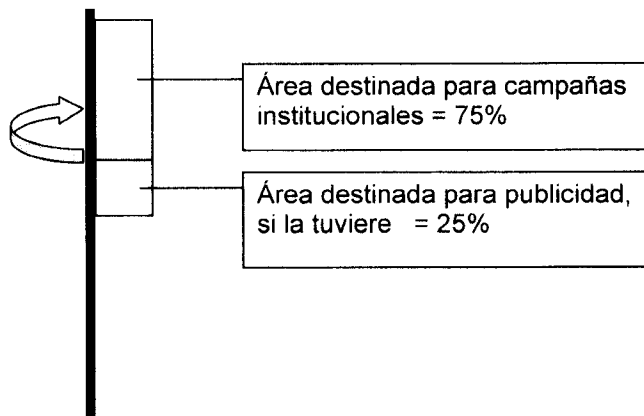 Área destinada para campañas
institucionales = 75%
Área destinada para publicidad,
si la tuviere = 25%